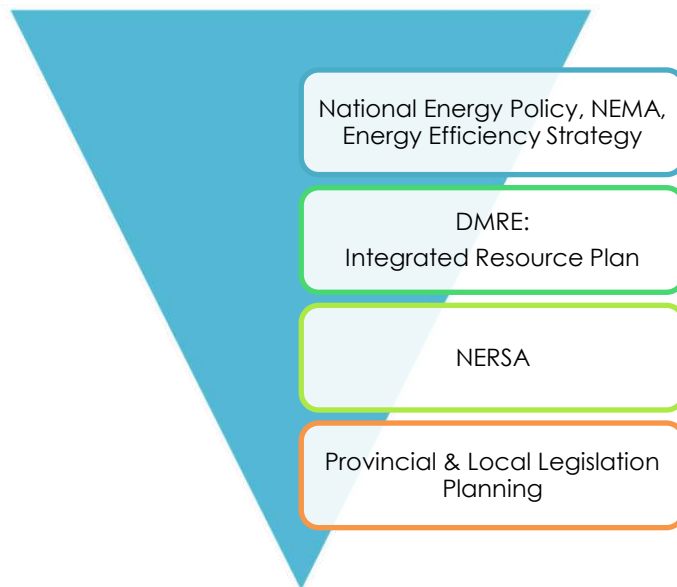 National Energy Policy, NEMA,
Energy Efficiency Strategy
DMRE:
Integrated Resource Plan
NERSA
Provincial & Local Legislation
Planning